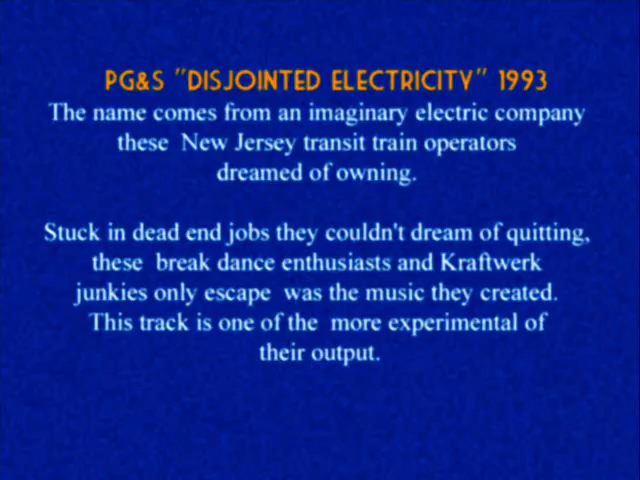 PG&S "DISJOINTED ELECTRICITY" 1993
The name comes from an imaginary electric company
these New Jersey transit train operators
dreamed of owning.
Stuck in dead end jobs they couldn't dream of quitting,
these break dance enthusiasts and Kraftwerk
junkies only escape was the music they created.
This track is one of the more experimental of
their output.